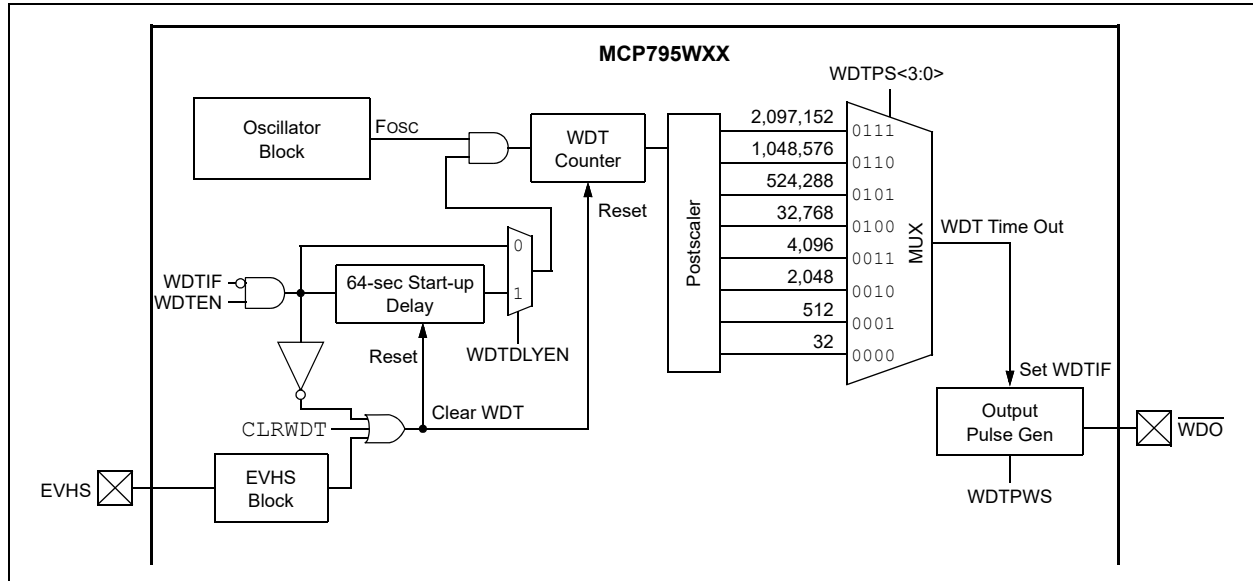 MCP795WXX
WDTPS<3:0>
Oscillator
Block
FOSC
WDT
Counter
Reset
Postscaler
2,097,152
0111
1,048,576
0110
524,288
0101
32,768
0100
4,096
0011
2,048
0010
512
0001
32
0000
MUX
WDT Time Out
WDTIF
WDTEN
64-sec Start-up
Delay
0
1
WDTDLYEN
Reset
Clear WDT
CLRWDT
EVHS
EVHS
Block
Set WDTIF
Output
Pulse Gen
WDO
WDTPWS